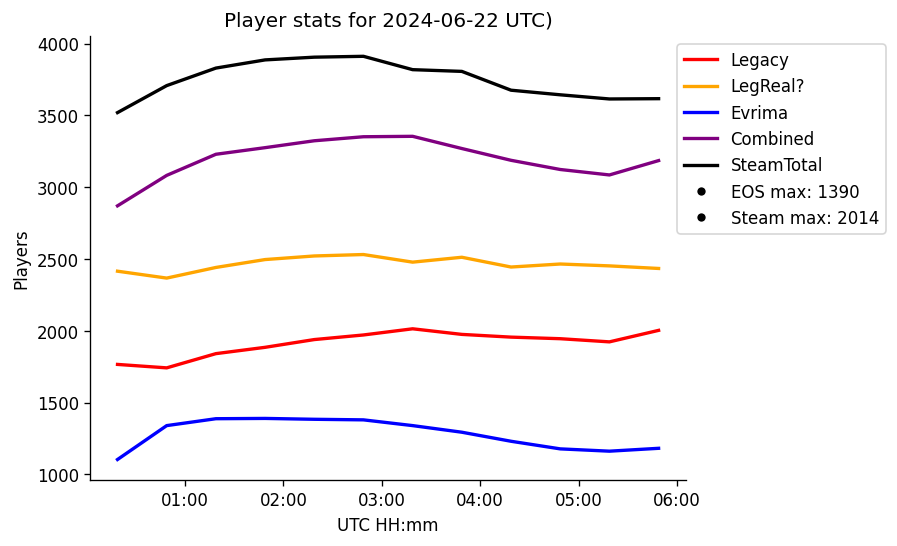 Player stats for 2024-06-22 UTC)
4000
3500
3000
2500
2000
1500
1000
Players
01:00 02:00 03:00 04:00 05:00 06:00
UTC HH:mm
Legacy
LegReal?
Evrima
Combined
SteamTotal
EOS max: 1390
Steam max: 2014